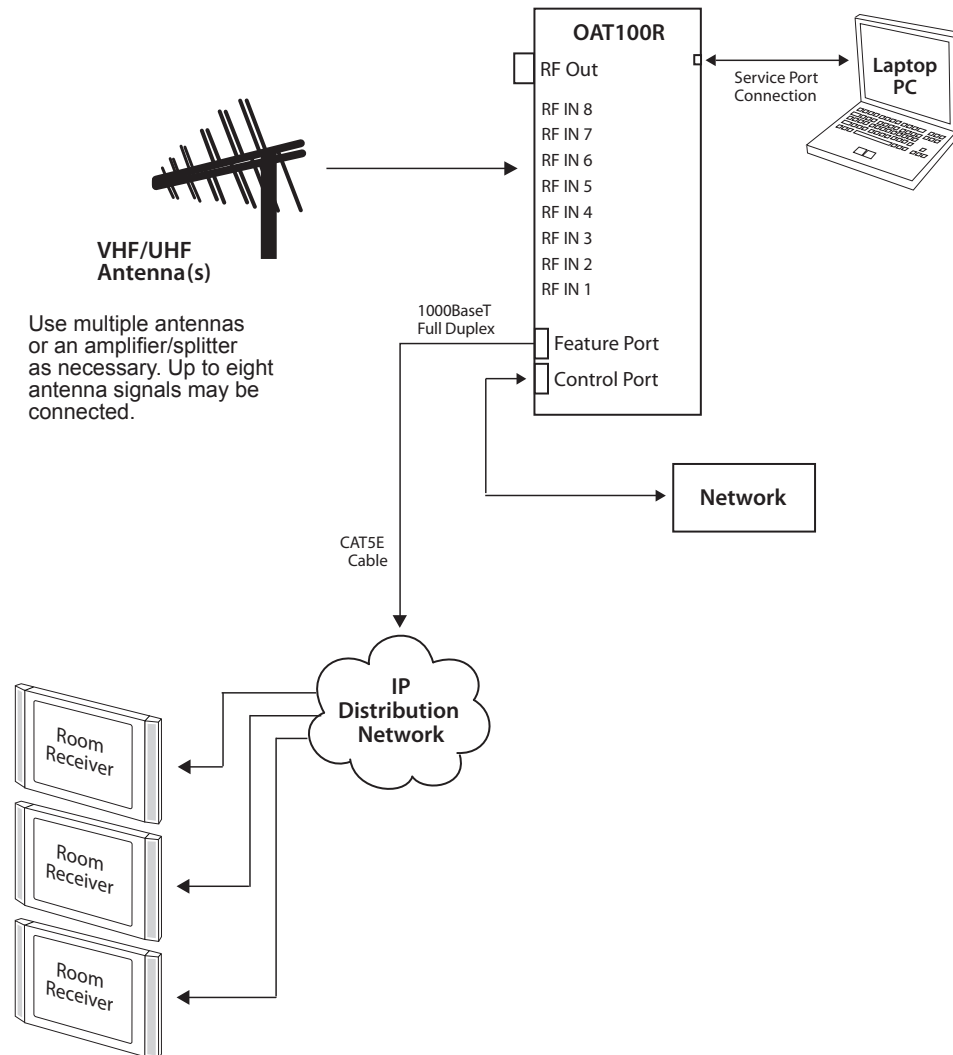 OAT100R
RF Out
RF IN 8
RF IN 7
RF IN 6
RF IN 5
RF IN 4
RF IN 3
RF IN 2
RF IN 1
Feature Port
Control Port
Service Port
Connection
Laptop
PC
VHF/UHF
Antenna(s)
Use multiple antennas
or an amplifier/splitter
as necessary. Up to eight
antenna signals may be
connected.
1000BaseT
Full Duplex
Network
CAT5E
Cable
IP
Distribution
Network
Room
Receiver
Room
Receiver
Room
Receiver